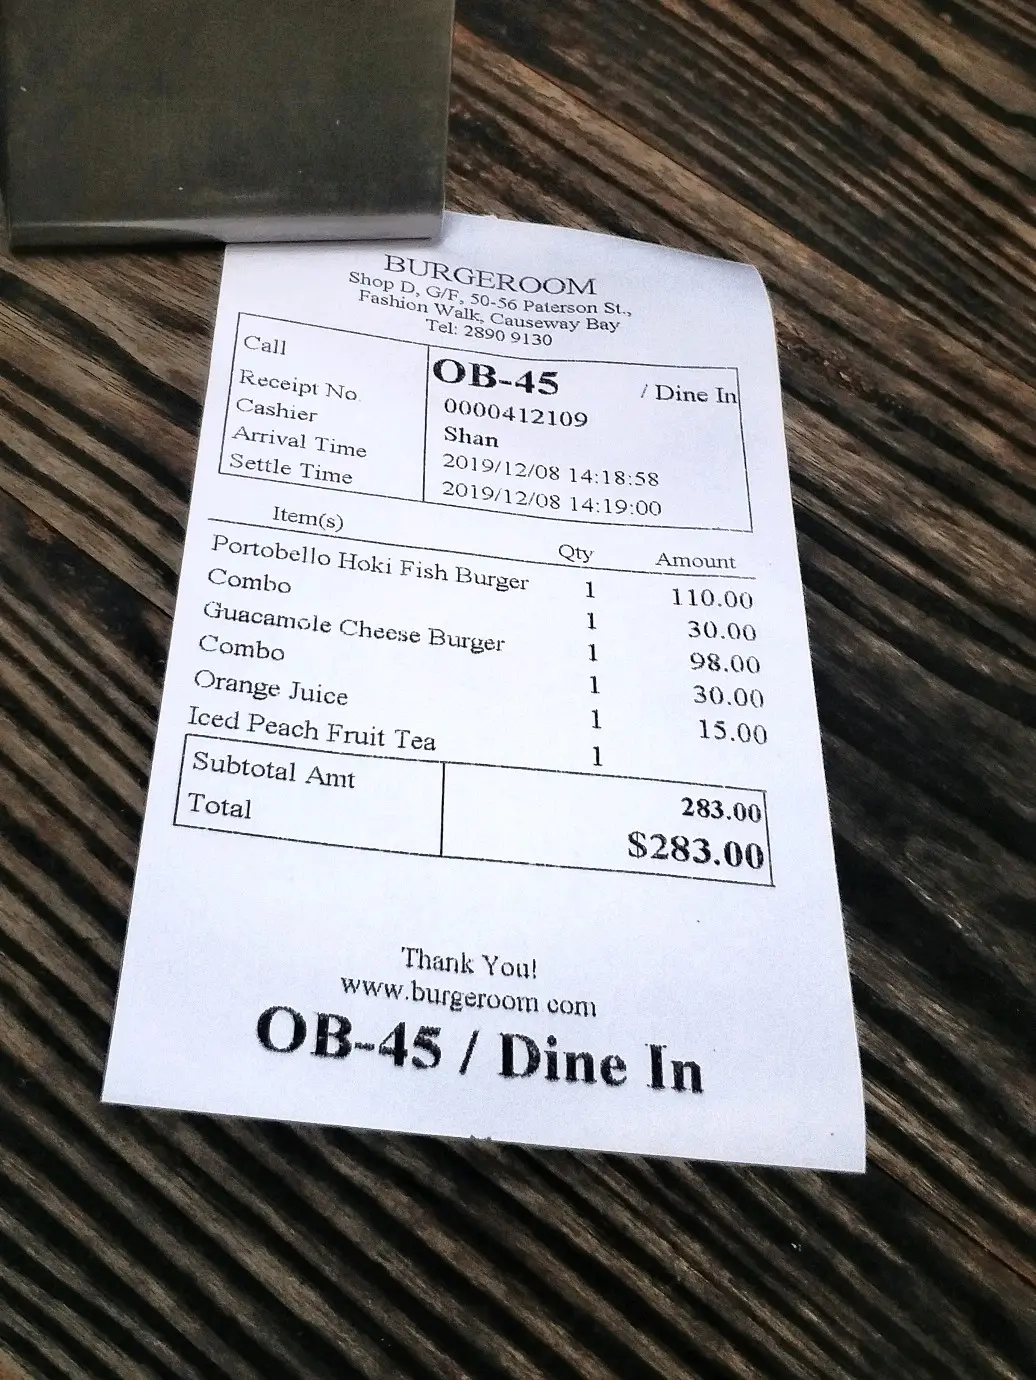 BURGEROOM
Shop D, G/F, 50-56 Paterson St.,
Fashion Walk, Causeway Bay
Tel: 2890 9130
Call OB-45 / Dine In
Receipt No. 0000412109
Cashier Shan
Arrival Time 2019/12/08 14:18:58
Settle Time 2019/12/08 14:19:00
Item(s) Qty Amount
Portobello Hoki Fish Burger 1 110.00
Combo 1 30.00
Guacamole Cheese Burger 1 98.00
Combo 1 30.00
Orange Juice 1 15.00
Iced Peach Fruit Tea 1
Subtotal Amt 283.00
Total $283.00
Thank You!
www.burgeroom.com
OB-45 / Dine In